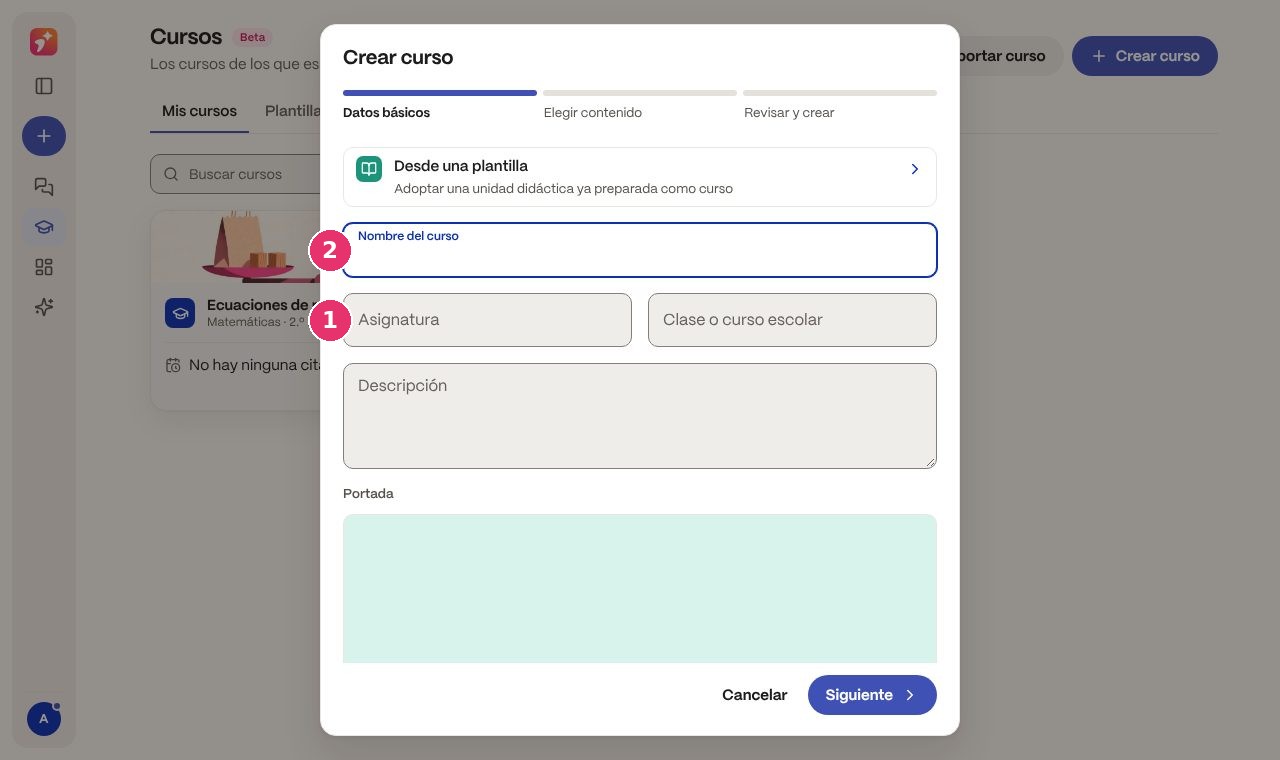 Cursos
Beta
Los cursos de los que es
Mis cursos
Plantilla
Buscar cursos
Ecuaciones de
Matemáticas · 2.º
No hay ninguna cita
portar curso
Crear curso
A
Crear curso
Datos básicos
Elegir contenido
Revisar y crear
Desde una plantilla
Adoptar una unidad didáctica ya preparada como curso
2
Nombre del curso
1
Asignatura
Clase o curso escolar
Descripción
Portada
Cancelar
Siguiente